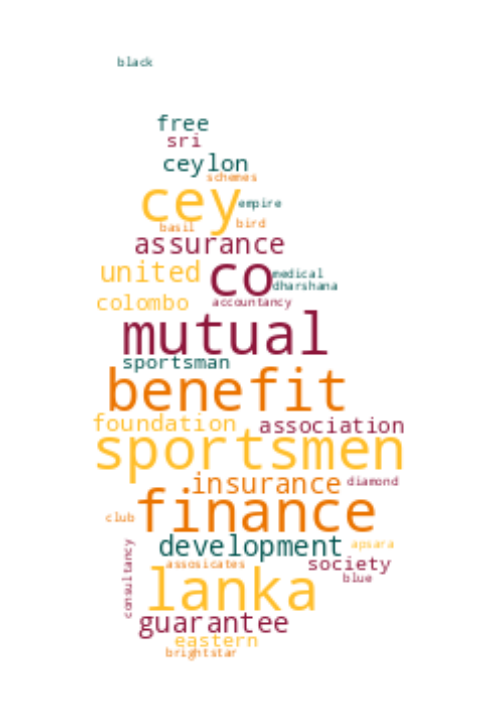 black
free
sri
ceylon
schemes
cey
empire
basil
bird
assurance
united
co
medical
dharshana
colombo
accountancy
mutual
sportsman
benefit
foundation
association
sportsmen
insurance
diamond
club
finance
development
apsara
assosicates
society
consultancy
blue
lanka
guarantee
eastern
brightstar